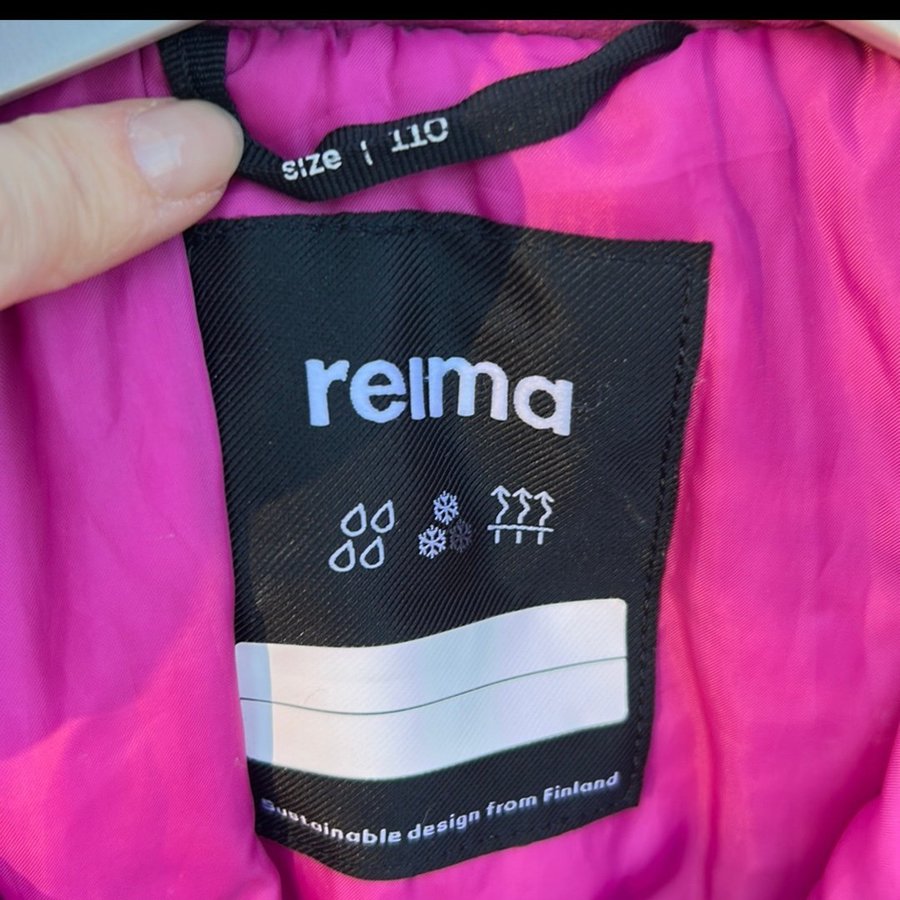 size | 110
reima
Sustainable design from Finland